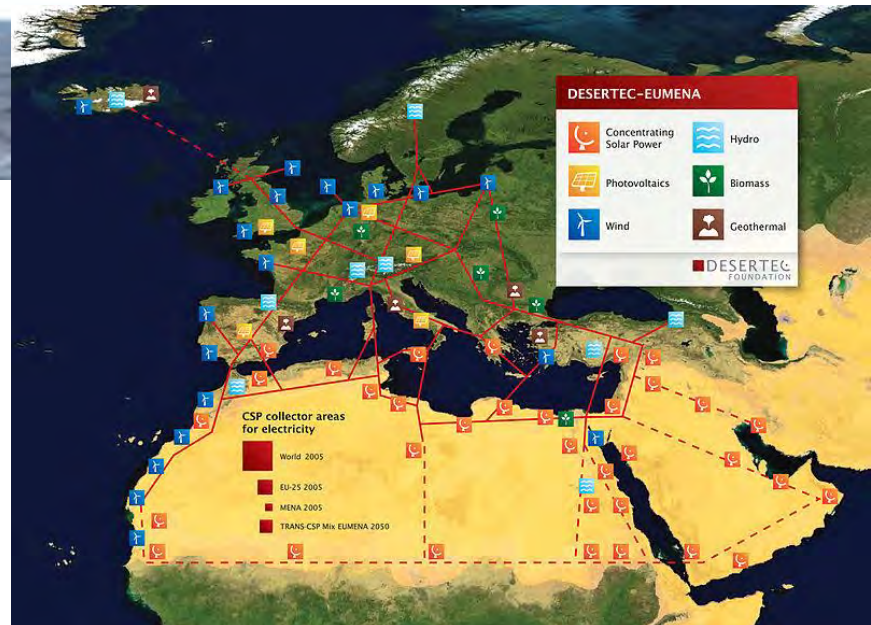 DESERTEC–EUMENA
Concentrating
Solar Power
Hydro
Photovoltaics
Biomass
Wind
Geothermal
DESERTEC
FOUNDATION
CSP collector areas
for electricity
World 2005
EU-25 2005
MENA 2005
TRANS-CSP Mix EUMENA 2050